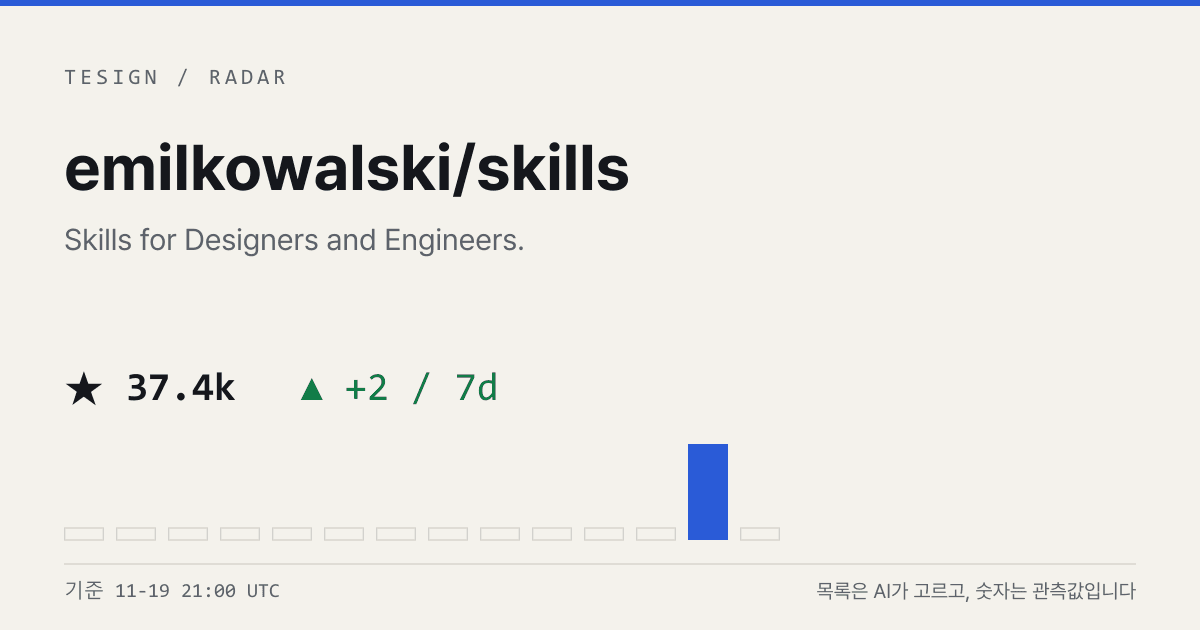 TESIGN / RADAR
emilkowalski/skills
Skills for Designers and Engineers.
★ 37.4k ▲ +2 / 7d
기준 11-19 21:00 UTC
목록은 AI가 고르고, 숫자는 관측값입니다